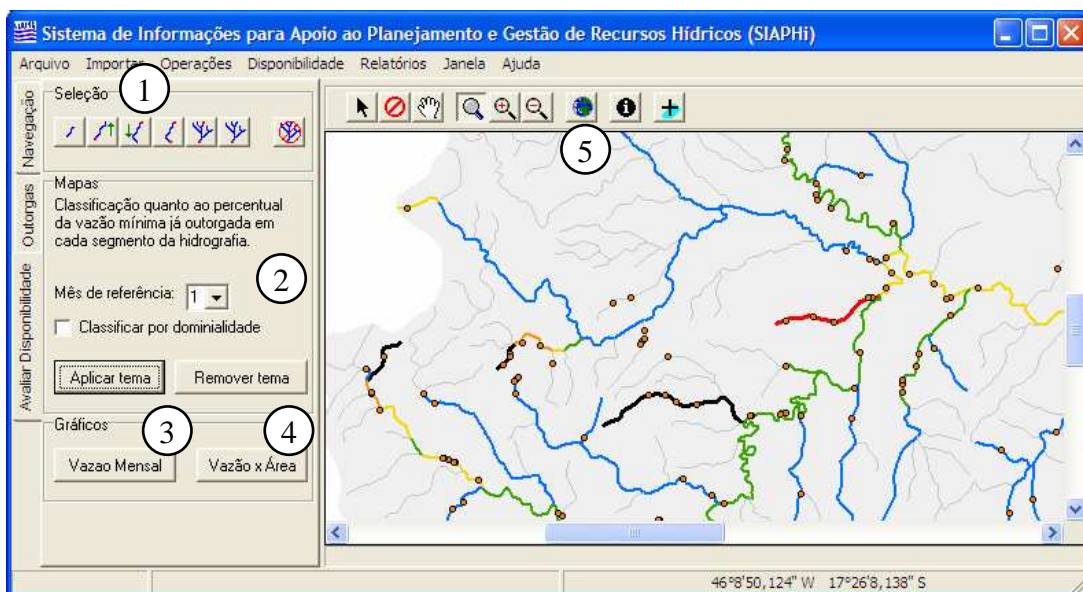 Sistema de Informações para Apoio ao Planejamento e Gestão de Recursos Hídricos (SIAPHi)
Arquivo Importar Operações Disponibilidade Relatórios Janela Ajuda
Navegação
Outorgas
Avaliar Disponibilidade
Seleção
1
Mapas
Classificação quanto ao percentual
da vazão mínima já outorgada em
cada segmento da hidrografia.
2
Mês de referência: 1
Classificar por dominialidade
Aplicar tema Remover tema
Gráficos
3
4
Vazao Mensal Vazão x Área
5
46°8'50,124" W 17°26'8,138" S